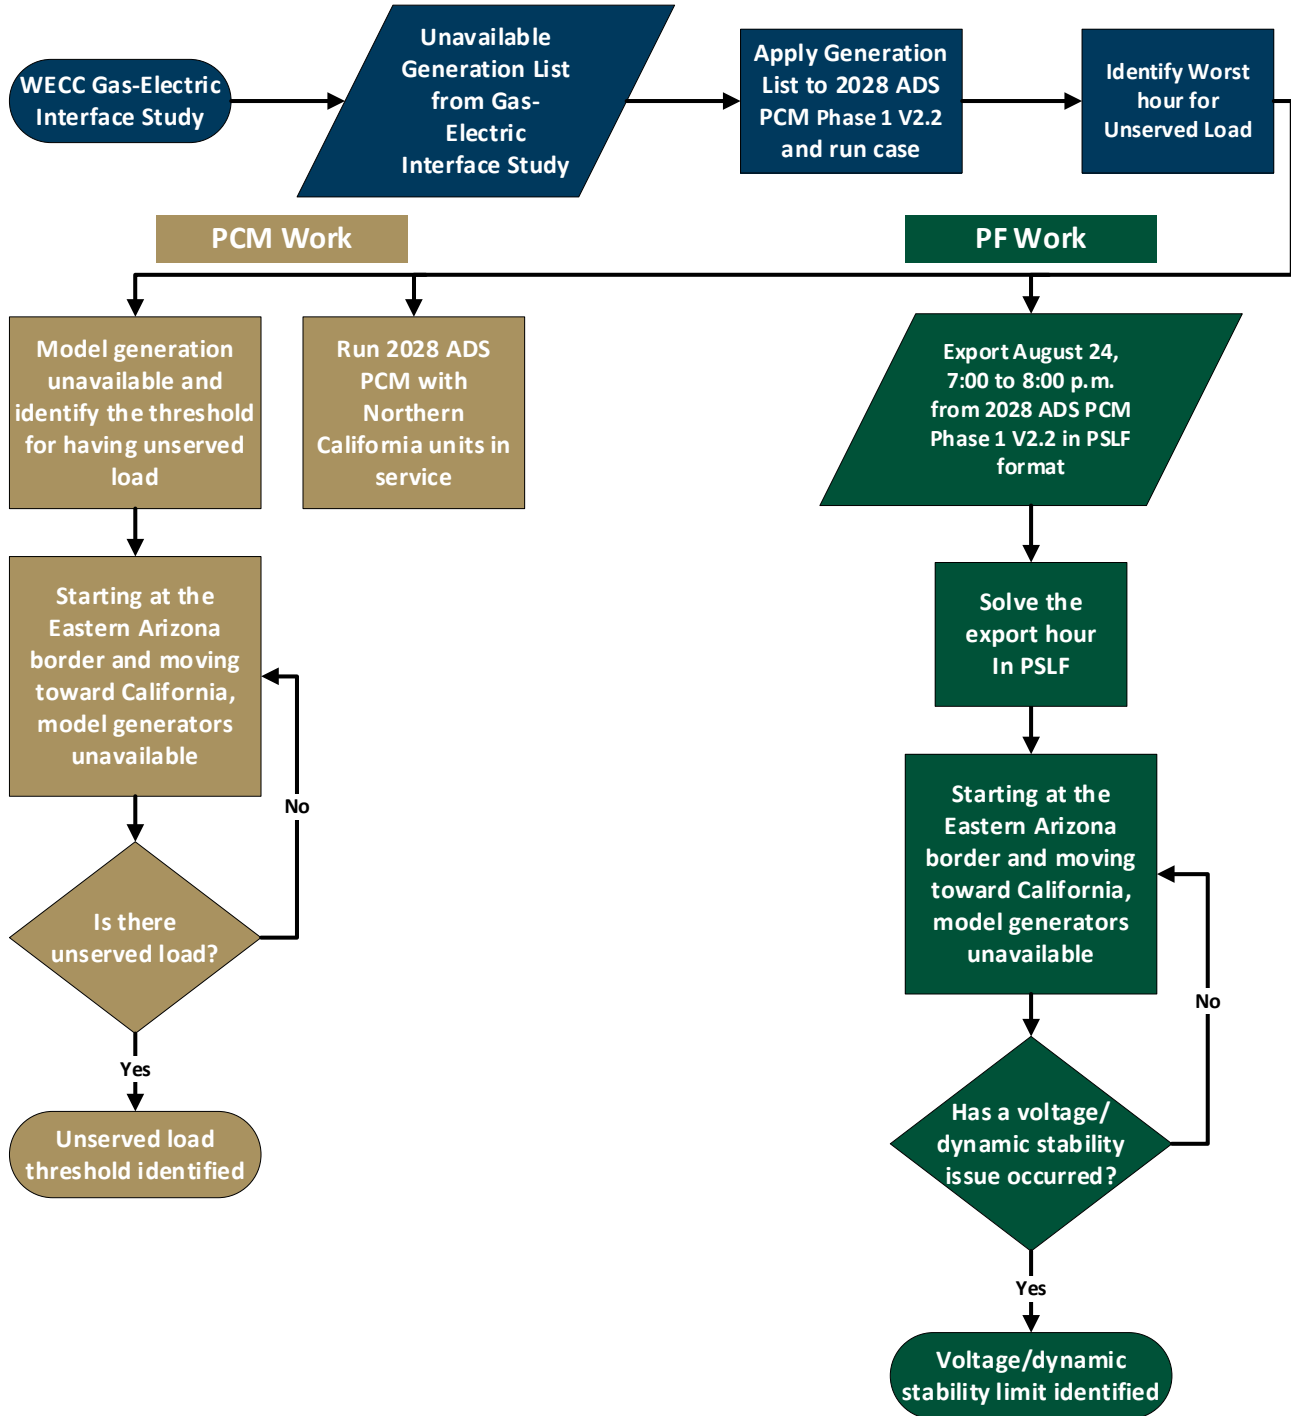 WECC Gas-Electric
Interface Study
Unavailable
Generation List
from Gas-
Electric
Interface Study
Apply Generation
List to 2028 ADS
PCM Phase 1 V2.2
and run case
Identify Worst
hour for
Unserved Load
PCM Work
PF Work
Model generation
unavailable and
identify the threshold
for having unserved
load
Run 2028 ADS
PCM with
Northern
California units in
service
Export August 24,
7:00 to 8:00 p.m.
from 2028 ADS PCM
Phase 1 V2.2 in PSLF
format
Starting at the
Eastern Arizona
border and moving
toward California,
model generators
unavailable
Solve the
export hour
In PSLF
No
Starting at the
Eastern Arizona
border and moving
toward California,
model generators
unavailable
Is there
unserved load?
No
Yes
Unserved load
threshold identified
Has a voltage/
dynamic stability
issue occurred?
Yes
Voltage/dynamic
stability limit identified